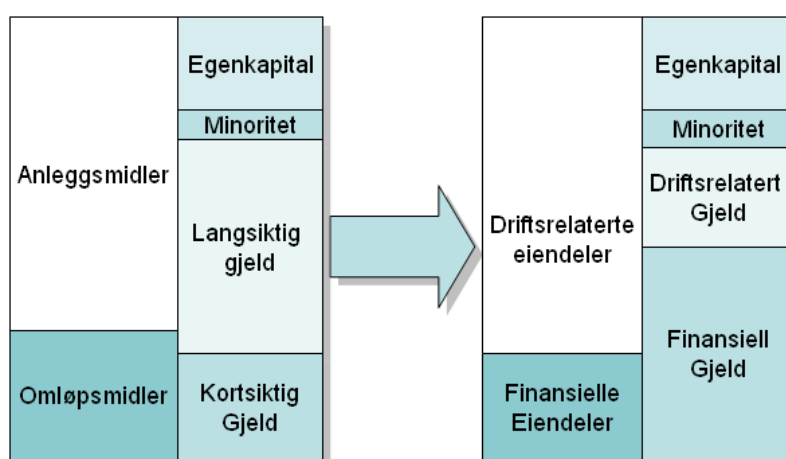 Anleggsmidler
Omløpsmidler
Egenkapital
Minoritet
Langsiktig
gjeld
Kortsiktig
Gjeld
Driftsrelaterte
eiendeler
Finansielle
Eiendeler
Egenkapital
Minoritet
Driftsrelatert
Gjeld
Finansiell
Gjeld